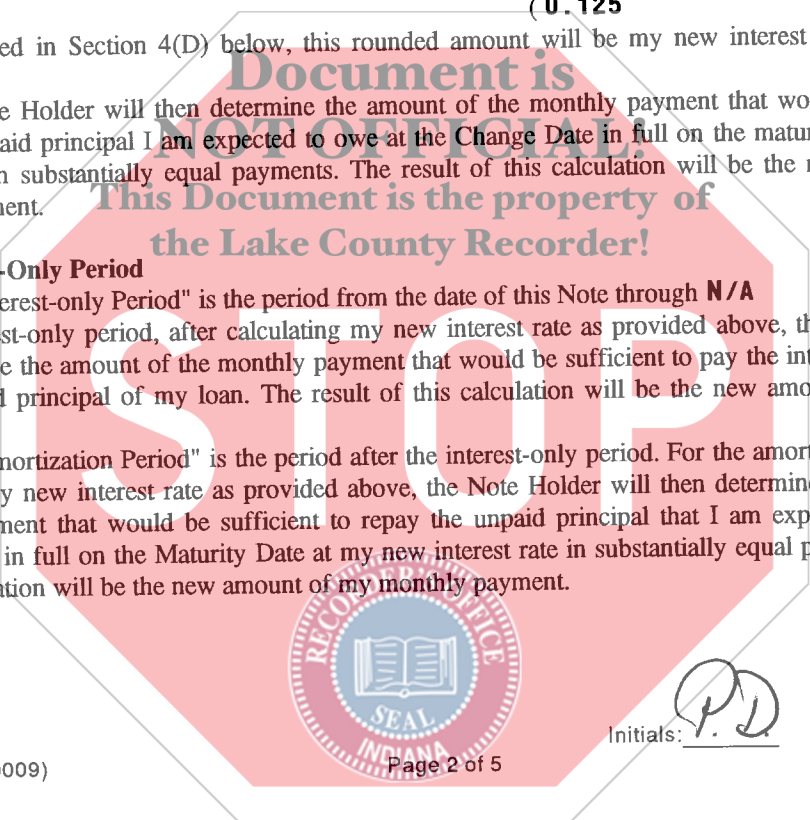 (0.125
ed in Section 4(D) below, this rounded amount will be my new interest
Document is
e Holder will then determine the amount of the monthly payment that wo
NOT OFFICIAL!
aid principal I am expected to owe at the Change Date in full on the matu
n substantially equal payments. The result of this calculation will be the
This Document is the property of
ent.
the Lake County Recorder!
-Only Period
erest-only Period" is the period from the date of this Note through N/A
st-only period, after calculating my new interest rate as provided above, th
e the amount of the monthly payment that would be sufficient to pay the int
STOP
d principal of my loan. The result of this calculation will be the new amo
mortization Period" is the period after the interest-only period. For the amort
y new interest rate as provided above, the Note Holder will then determin
ment that would be sufficient to repay the unpaid principal that I am exp
in full on the Maturity Date at my new interest rate in substantially equal p
ation will be the new amount of my monthly payment.
RECORDER'S OFFICE
SEAL
INDIANA
Initials: P.D.
009)
Page 2 of 5